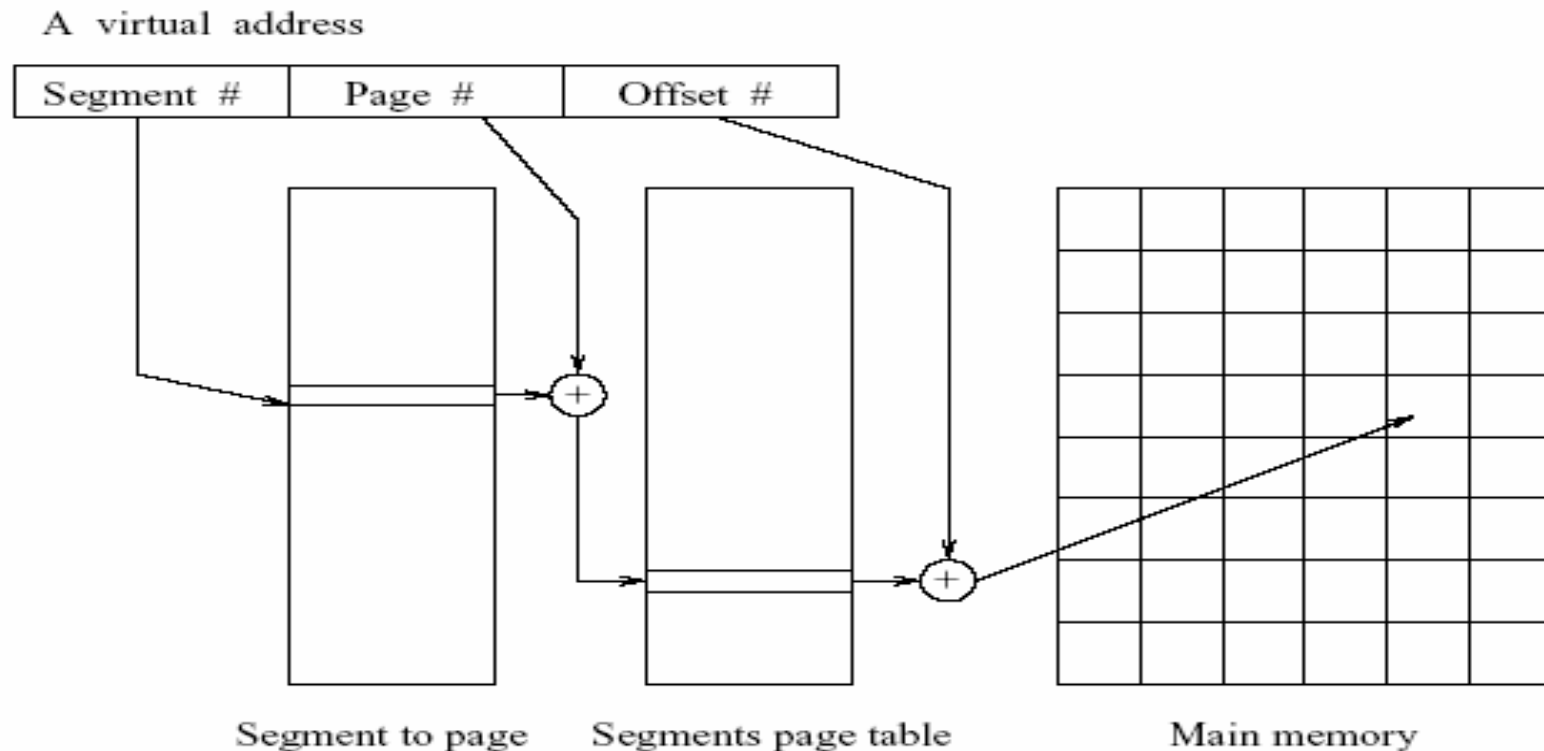 A virtual address
Segment # Page # Offset #
+
+
Segment to page Segments page table Main memory